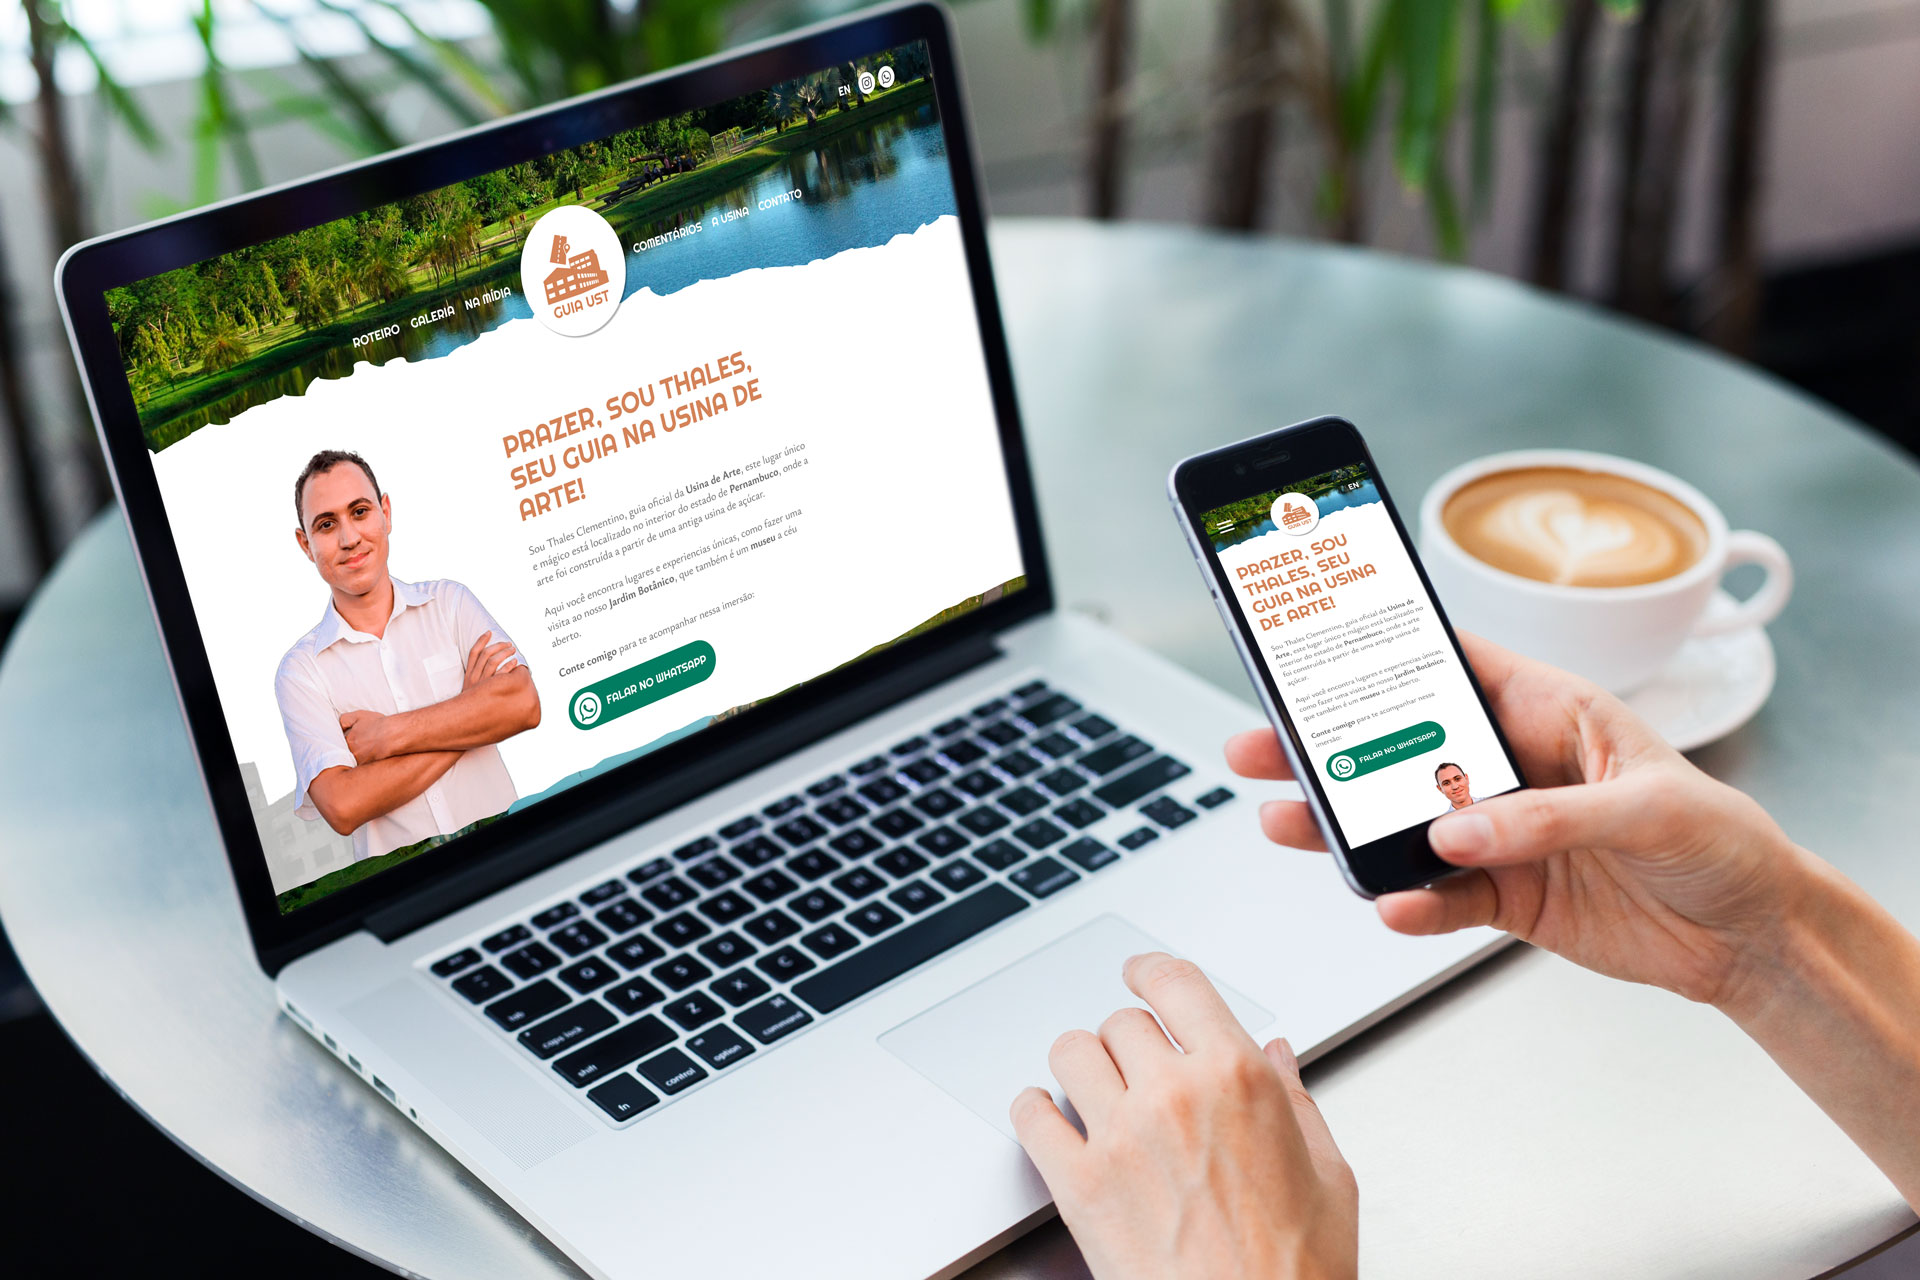 EN
ROTEIRO GALERIA NA MÍDIA
GUIA UST
COMENTÁRIOS A USINA CONTATO
PRAZER, SOU THALES,
SEU GUIA NA USINA DE
ARTE!
Sou Thales Clementino, guia oficial da Usina de Arte, este lugar único
e mágico está localizado no interior do estado de Pernambuco, onde a
arte foi construída a partir de uma antiga usina de açúcar.
Aqui você encontra lugares e experiencias únicas, como fazer uma
visita ao nosso Jardim Botânico, que também é um museu a céu
aberto.
Conte comigo para te acompanhar nessa imersão:
FALAR NO WHATSAPP
EN
GUIA UST
PRAZER, SOU
THALES, SEU
GUIA NA USINA
DE ARTE!
Sou Thales Clementino, guia oficial da Usina de
Arte, este lugar único e mágico está localizado no
interior do estado de Pernambuco, onde a arte
foi construída a partir de uma antiga usina de
açúcar.
Aqui você encontra lugares e experiencias únicas,
como fazer uma visita ao nosso Jardim Botânico,
que também é um museu a céu aberto.
Conte comigo para te acompanhar nessa
imersão:
FALAR NO WHATSAPP
tab
caps lock
shift
fn
control
option
command
Q W E R
A S D F
Z X C V B N